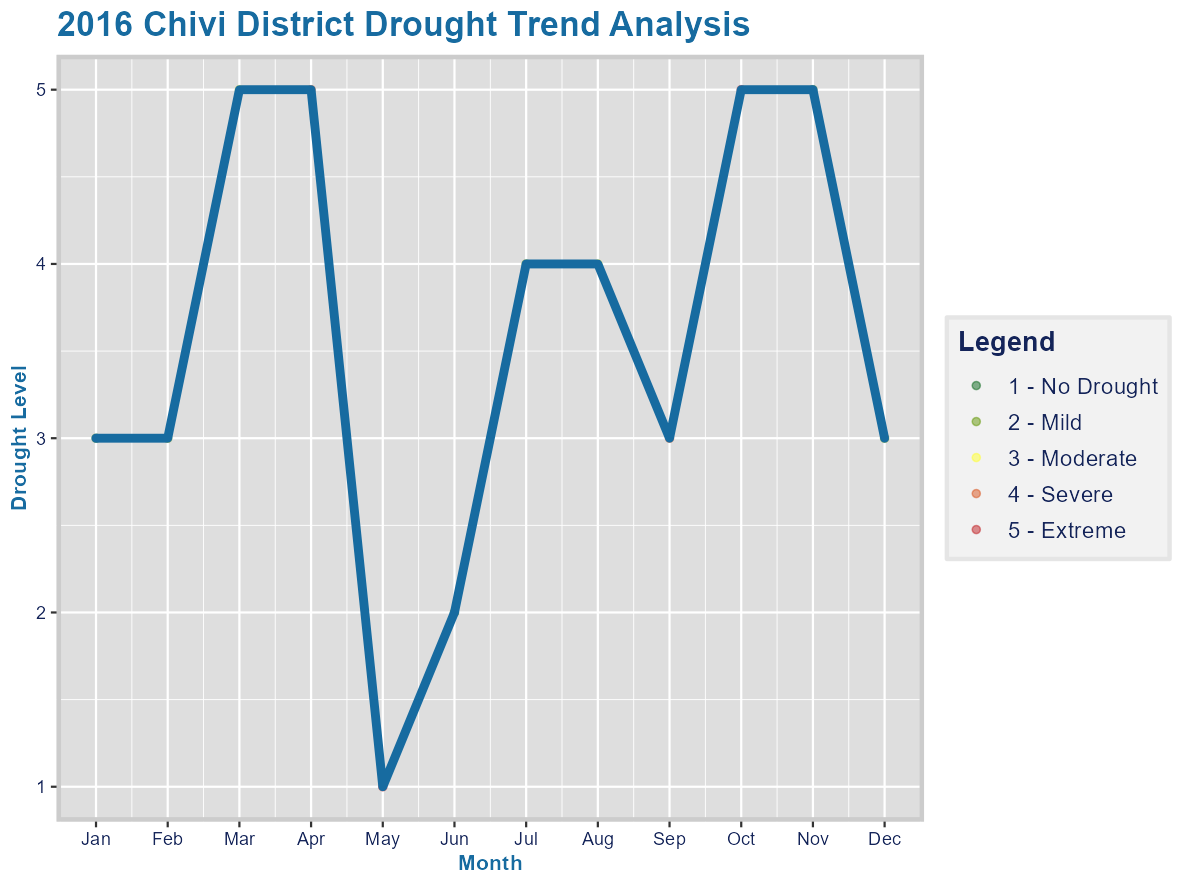 2016 Chivi District Drought Trend Analysis
Drought Level
5
4
3
2
1
Jan Feb Mar Apr May Jun Jul Aug Sep Oct Nov Dec
Month
Legend
1 - No Drought
2 - Mild
3 - Moderate
4 - Severe
5 - Extreme